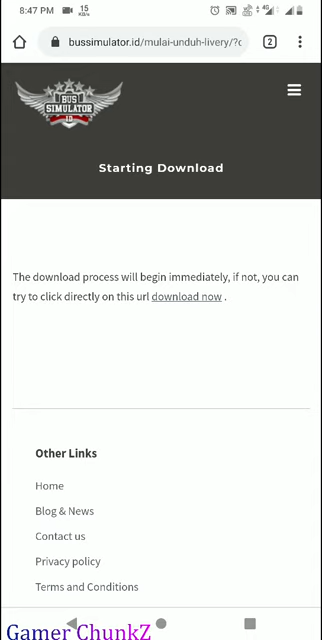 8:47 PM 15 KB/s 4G
bussimulator.id/mulai-unduh-livery/? 2
BUS
SIMULATOR
ID
Starting Download
The download process will begin immediately, if not, you can
try to click directly on this url download now .
Other Links
Home
Blog & News
Contact us
Privacy policy
Terms and Conditions
Gamer ChunkZ